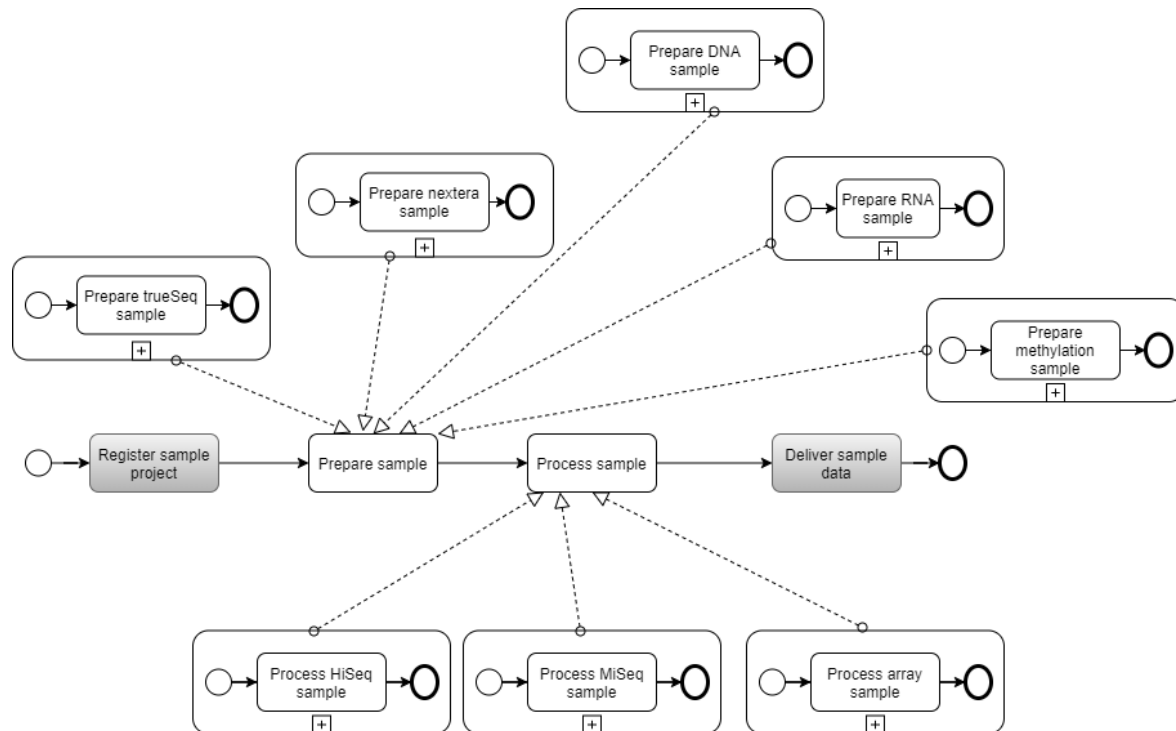 Prepare DNA
sample
Prepare nextera
sample
Prepare RNA
sample
Prepare trueSeq
sample
Prepare
methylation
sample
Register sample
project
Prepare sample
Process sample
Deliver sample
data
Process HiSeq
sample
Process MiSeq
sample
Process array
sample